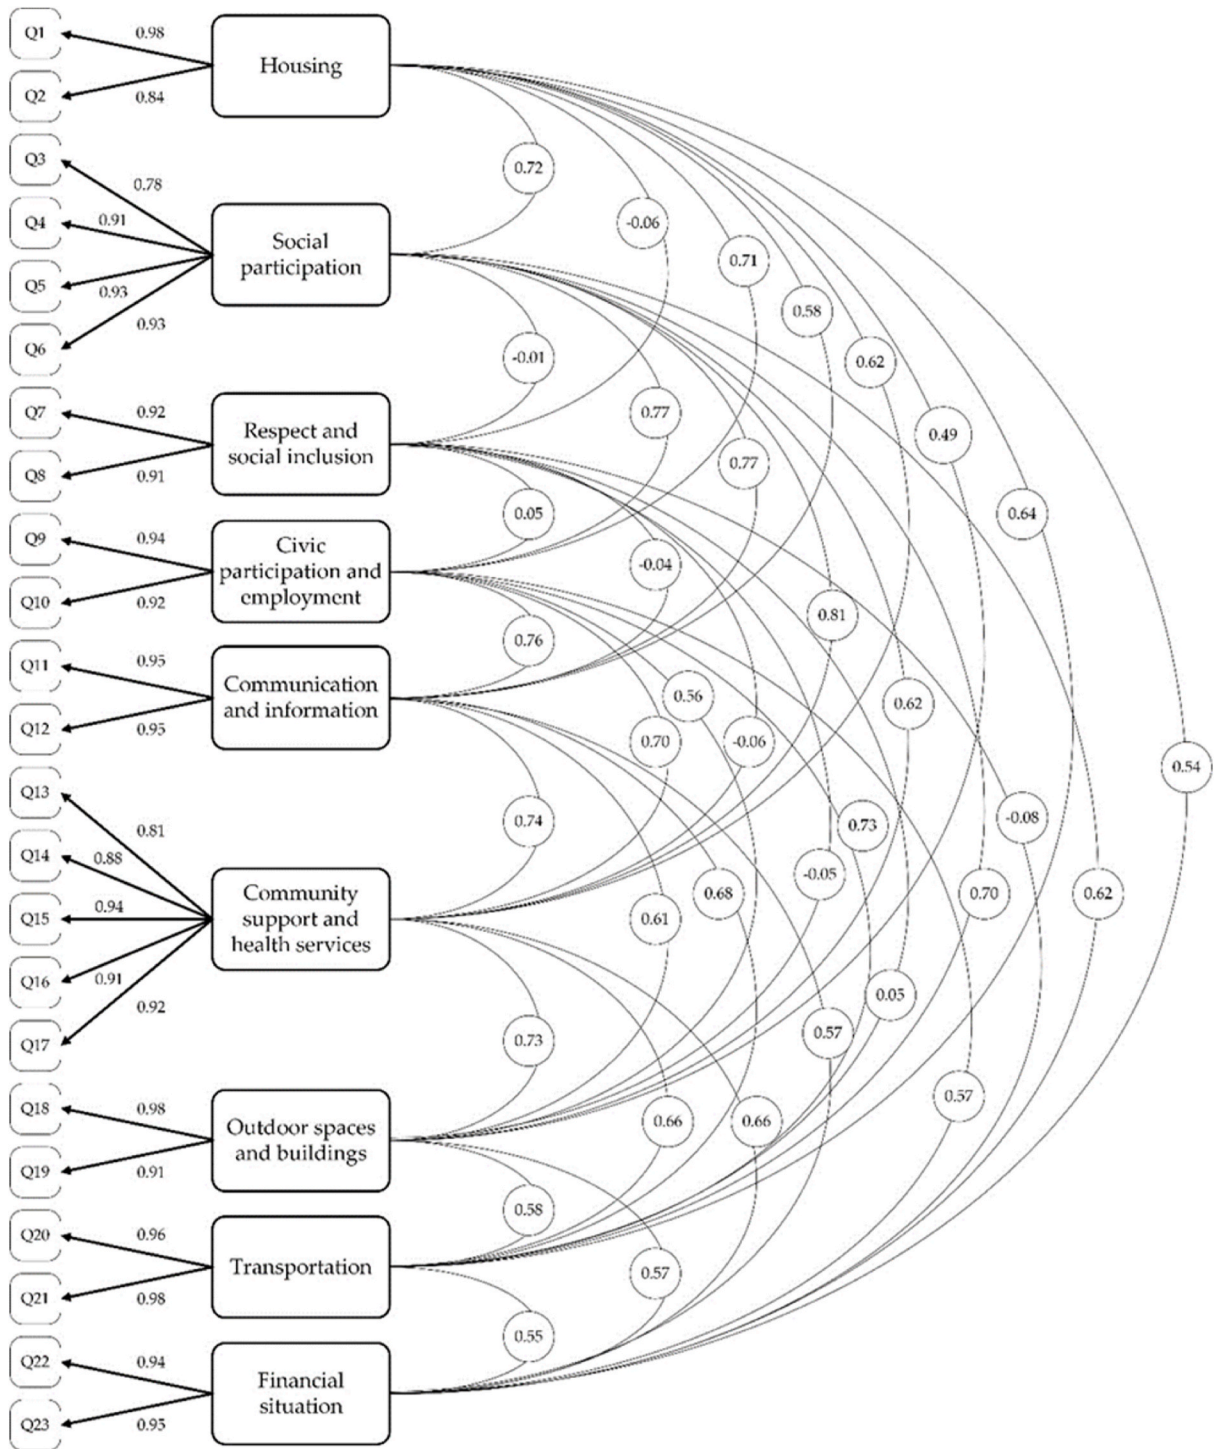 Q1
0.98
Housing
Q2
0.84
Q3
0.78
0.72
Q4
0.91
Social
participation
-0.06
0.71
Q5
0.93
0.58
Q6
0.93
-0.01
0.62
Q7
0.92
Respect and
social inclusion
0.77
0.49
Q8
0.91
0.77
Q9
0.94
Civic
participation and
employment
0.05
0.64
-0.04
Q10
0.92
0.81
Q11
0.95
Communication
and information
0.76
0.56
0.62
Q12
0.95
0.70
-0.06
0.54
Q13
0.81
0.74
0.73
-0.08
Q14
0.88
Community
support and
health services
-0.05
Q15
0.94
0.61
0.68
0.70
0.62
Q16
0.91
0.05
Q17
0.92
0.73
0.57
Q18
0.98
Outdoor spaces
and buildings
0.66
0.66
0.57
Q19
0.91
0.58
Q20
0.96
Transportation
0.57
Q21
0.98
0.55
Q22
0.94
Financial
situation
Q23
0.95